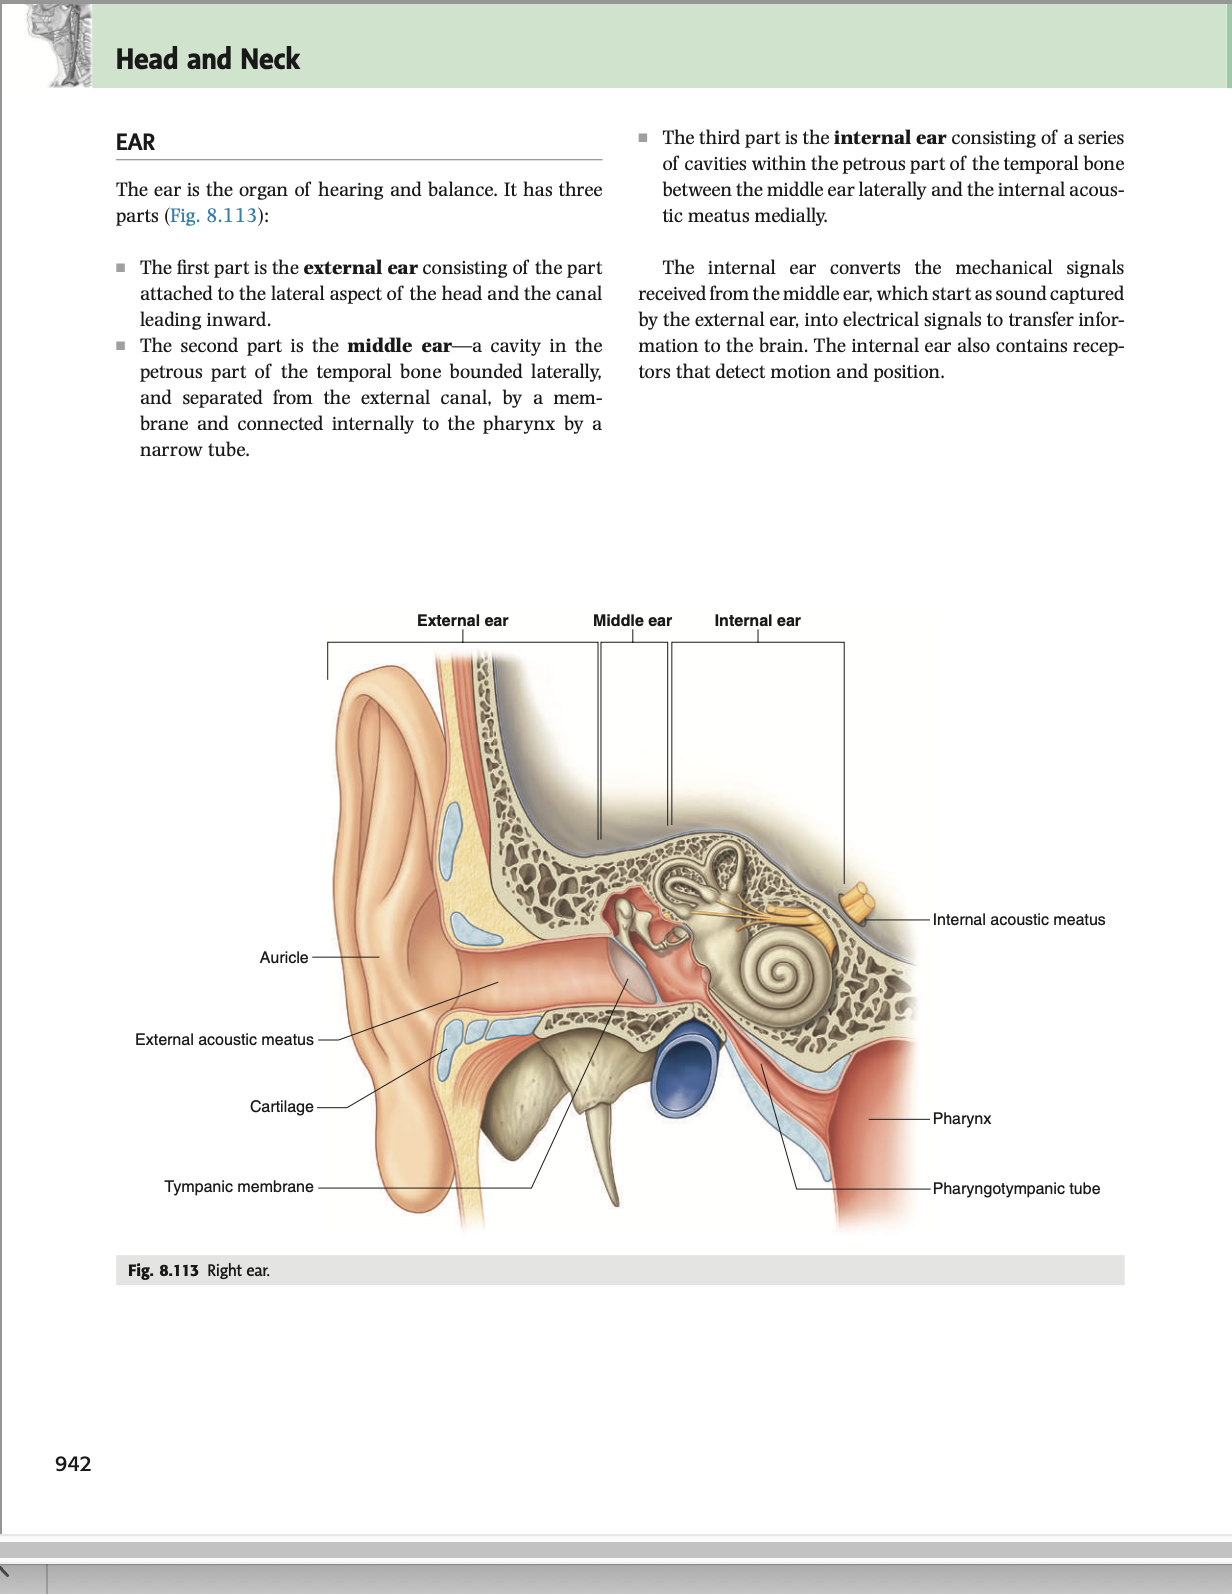 Head and Neck
EAR
The ear is the organ of hearing and balance. It has three
parts (Fig. 8.113):
■ The first part is the external ear consisting of the part
attached to the lateral aspect of the head and the canal
leading inward.
■ The second part is the middle ear—a cavity in the
petrous part of the temporal bone bounded laterally,
and separated from the external canal, by a mem-
brane and connected internally to the pharynx by a
narrow tube.
■ The third part is the internal ear consisting of a series
of cavities within the petrous part of the temporal bone
between the middle ear laterally and the internal acous-
tic meatus medially.
The internal ear converts the mechanical signals
received from the middle ear, which start as sound captured
by the external ear, into electrical signals to transfer infor-
mation to the brain. The internal ear also contains recep-
tors that detect motion and position.
External ear
Middle ear
Internal ear
Internal acoustic meatus
Auricle
External acoustic meatus
Cartilage
Pharynx
Tympanic membrane
Pharyngotympanic tube
Fig. 8.113 Right ear.
942